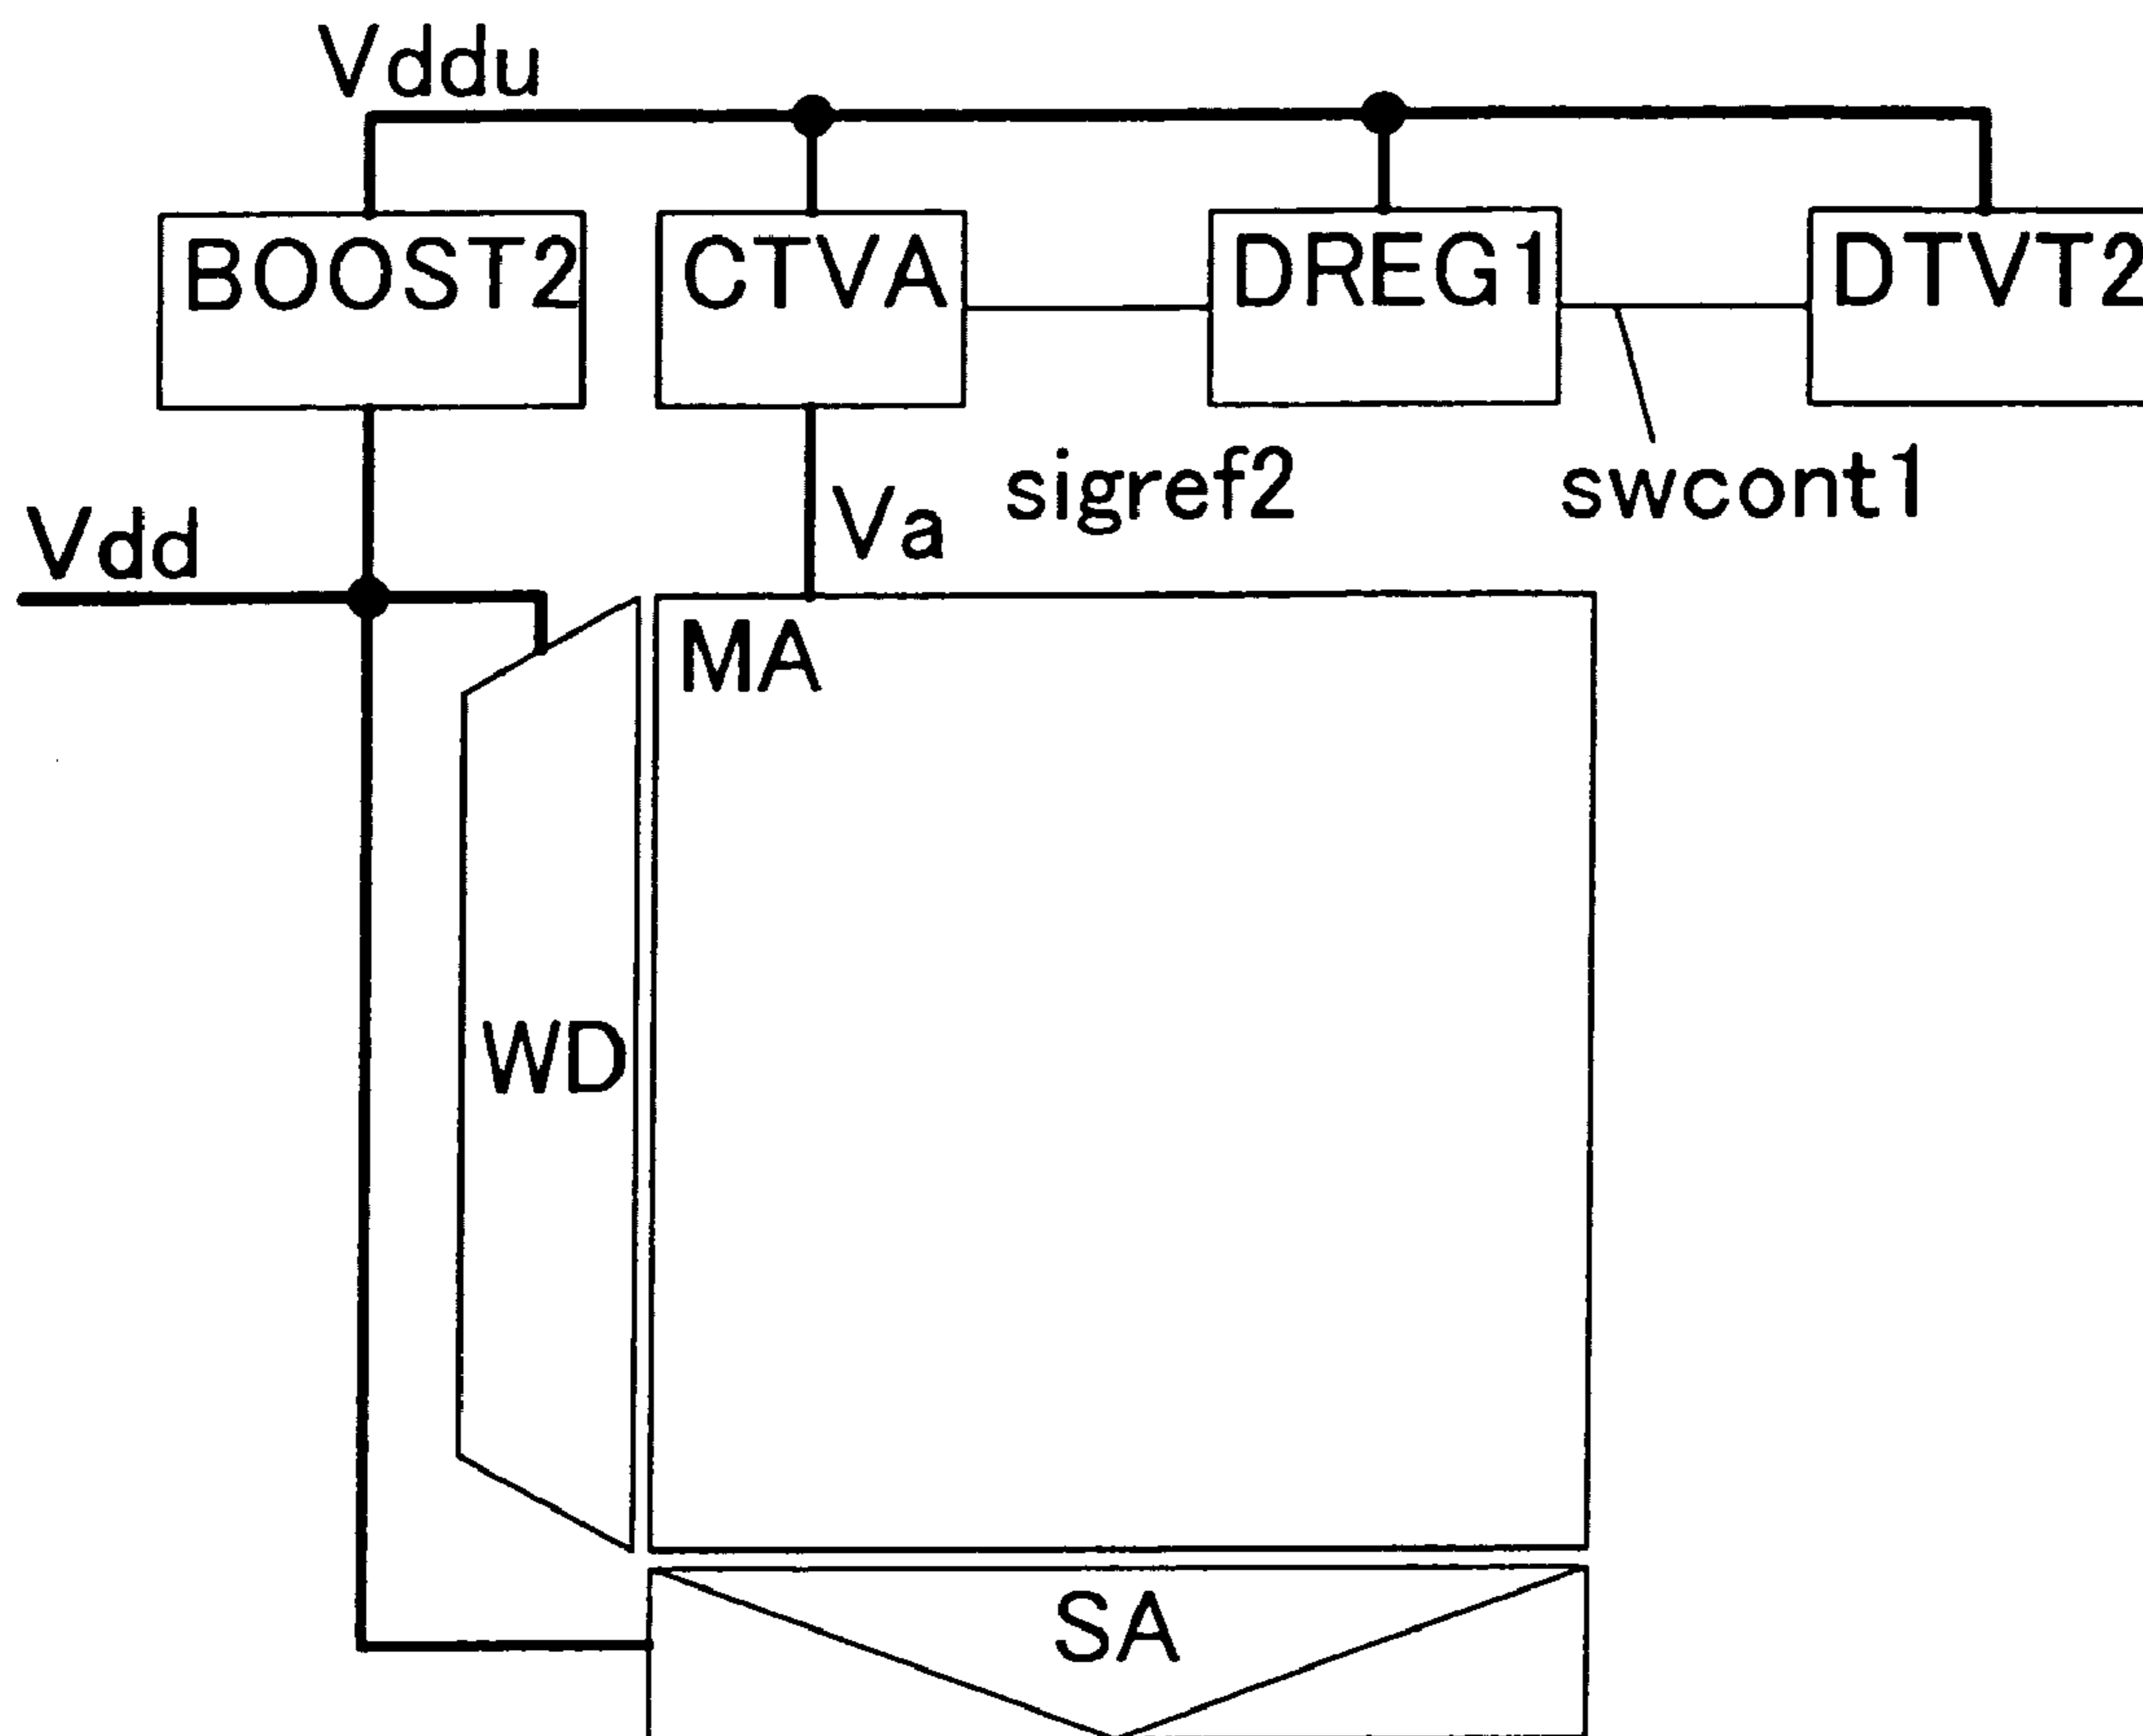 Vddu
BOOST2
CTVA
DREG1
DTVT2
sigref2
swcont1
Va
Vdd
MA
WD
SA